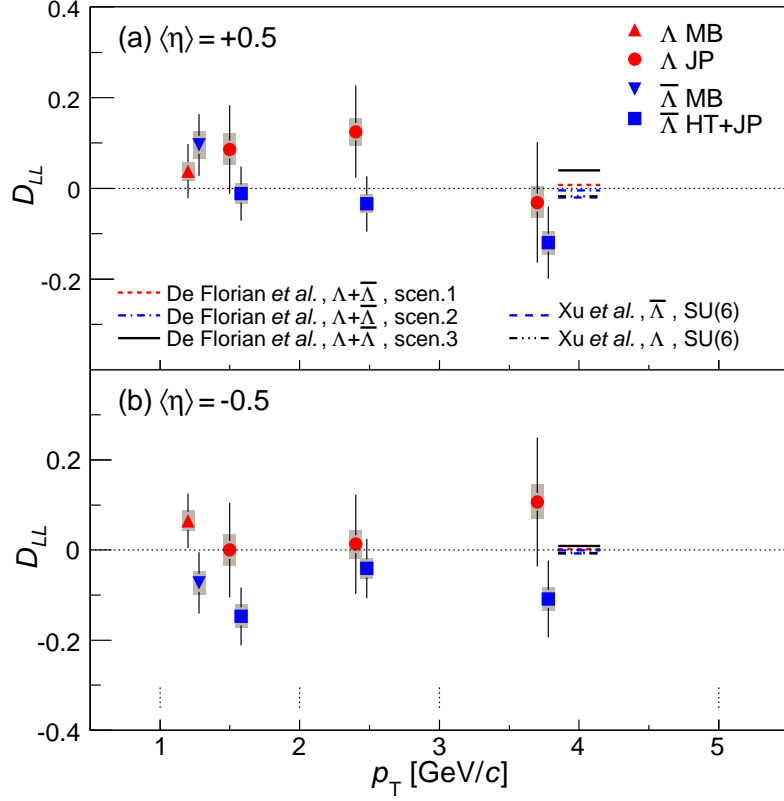 (a) ⟨η⟩ = +0.5
Λ MB
Λ JP
Λ̅ MB
Λ̅ HT+JP
0.2
0
-0.2
D_LL
De Florian et al., Λ+Λ̅, scen.1
De Florian et al., Λ+Λ̅, scen.2
De Florian et al., Λ+Λ̅, scen.3
Xu et al., Λ̅, SU(6)
Xu et al., Λ, SU(6)
(b) ⟨η⟩ = -0.5
0.2
0
-0.2
-0.4
D_LL
1 2 3 4 5
p_T [GeV/c]